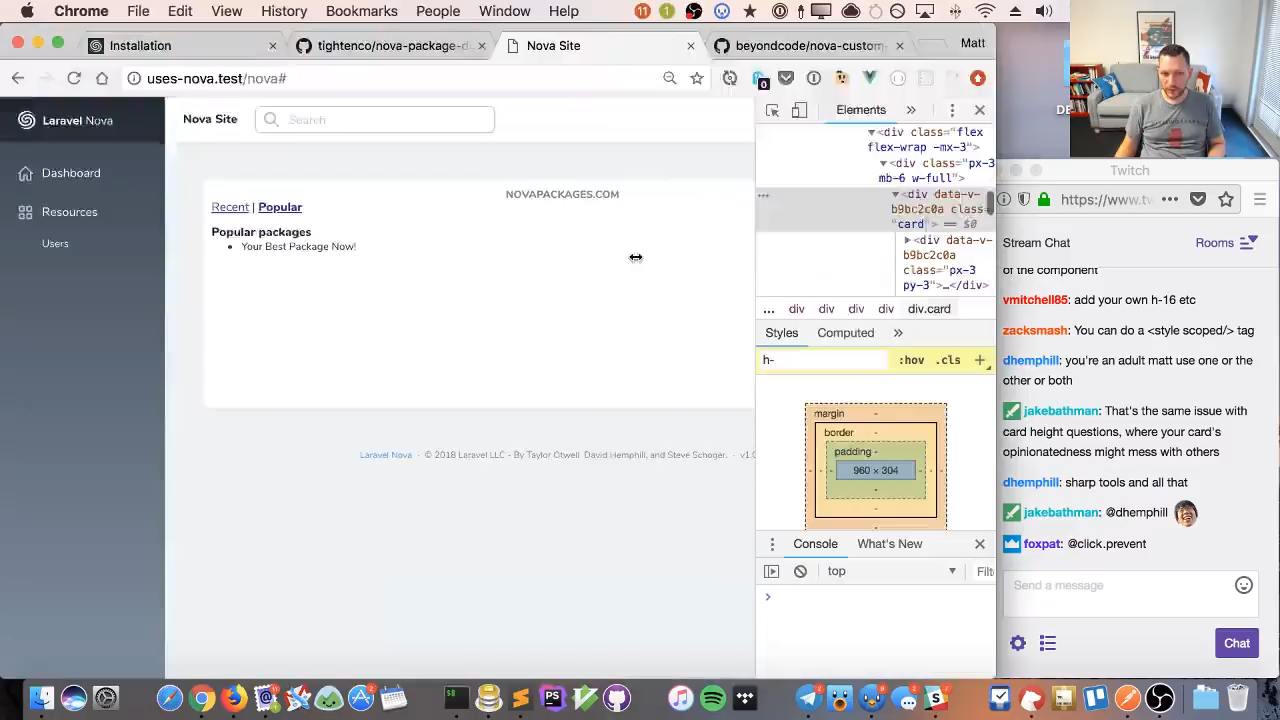 Chrome File Edit View History Bookmarks People Window Help
11 1
Installation × tightenco/nova-package-d × Nova Site × beyondcode/nova-custom- × Matt
uses-nova.test/nova#
0
Laravel Nova
Nova Site
Search
Dashboard
Resources
Users
NOVAPACKAGES.COM
Recent | Popular
Popular packages
Your Best Package Now!
Laravel Nova · © 2018 Laravel LLC - By Taylor Otwell, David Hemphill, and Steve Schoger. · v1.0
Elements »
▼<div class="flex
flex-wrap -mx-3">
▼<div class="px-3
mb-6 w-full">
... ▼<div data-v-
b9bc2c0a class=
"card"> == $0
▶<div data-v-
b9bc2c0a
class="px-3
py-3">…</div>
... div div div div div.card
Styles Computed »
h- :hov .cls +
margin -
border -
padding -
960 × 304
Console What's New
top ▼ Filt
›
Twitch
https://www.tw
Stream Chat Rooms
of the component
vmitchell85: add your own h-16 etc
zacksmash: You can do a <style scoped/> tag
dhemphill: you're an adult matt use one or the
other or both
jakebathman: That's the same issue with
card height questions, where your card's
opinionatedness might mess with others
dhemphill: sharp tools and all that
jakebathman: @dhemphill
foxpat: @click.prevent
Send a message
Chat